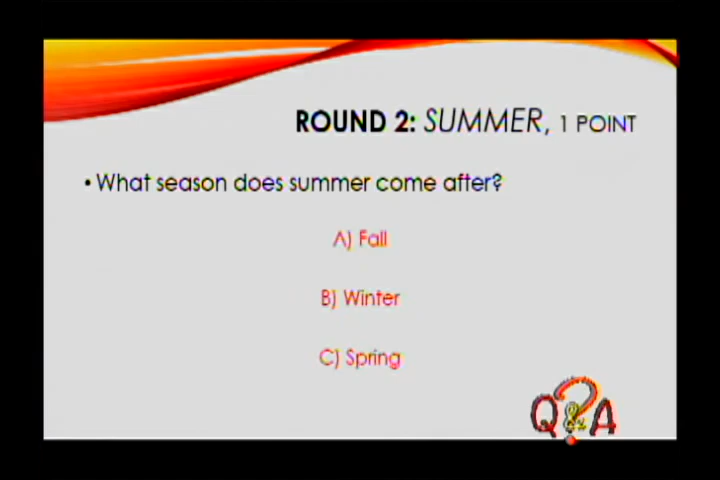 ROUND 2: SUMMER, 1 POINT
• What season does summer come after?
A) Fall
B) Winter
C) Spring
Q&A